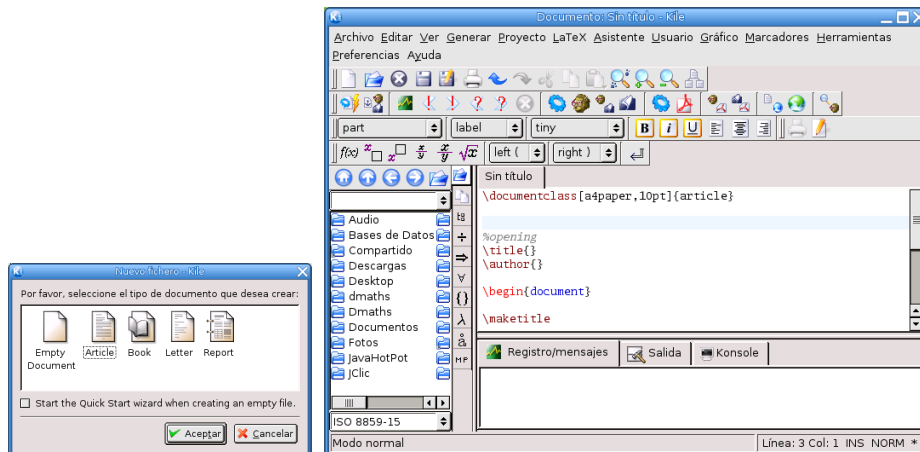 Nuevo fichero - Kile
Por favor, seleccione el tipo de documento que desea crear:
Empty Document
Article
Book
Letter
Report
Start the Quick Start wizard when creating an empty file.
Aceptar
Cancelar
Documento: Sin título - Kile
Archivo Editar Ver Generar Proyecto LaTeX Asistente Usuario Gráfico Marcadores Herramientas
Preferencias Ayuda
part label tiny B i U
f(x) left ( right )
Sin título
Audio
Bases de Datos
Compartido
Descargas
Desktop
dmaths
Dmaths
Documentos
Fotos
JavaHotPot
JClic
ISO 8859-15
\documentclass[a4paper,10pt]{article}
%opening
\title{}
\author{}
\begin{document}
\maketitle
Registro/mensajes Salida Konsole
Modo normal
Línea: 3 Col: 1 INS NORM *